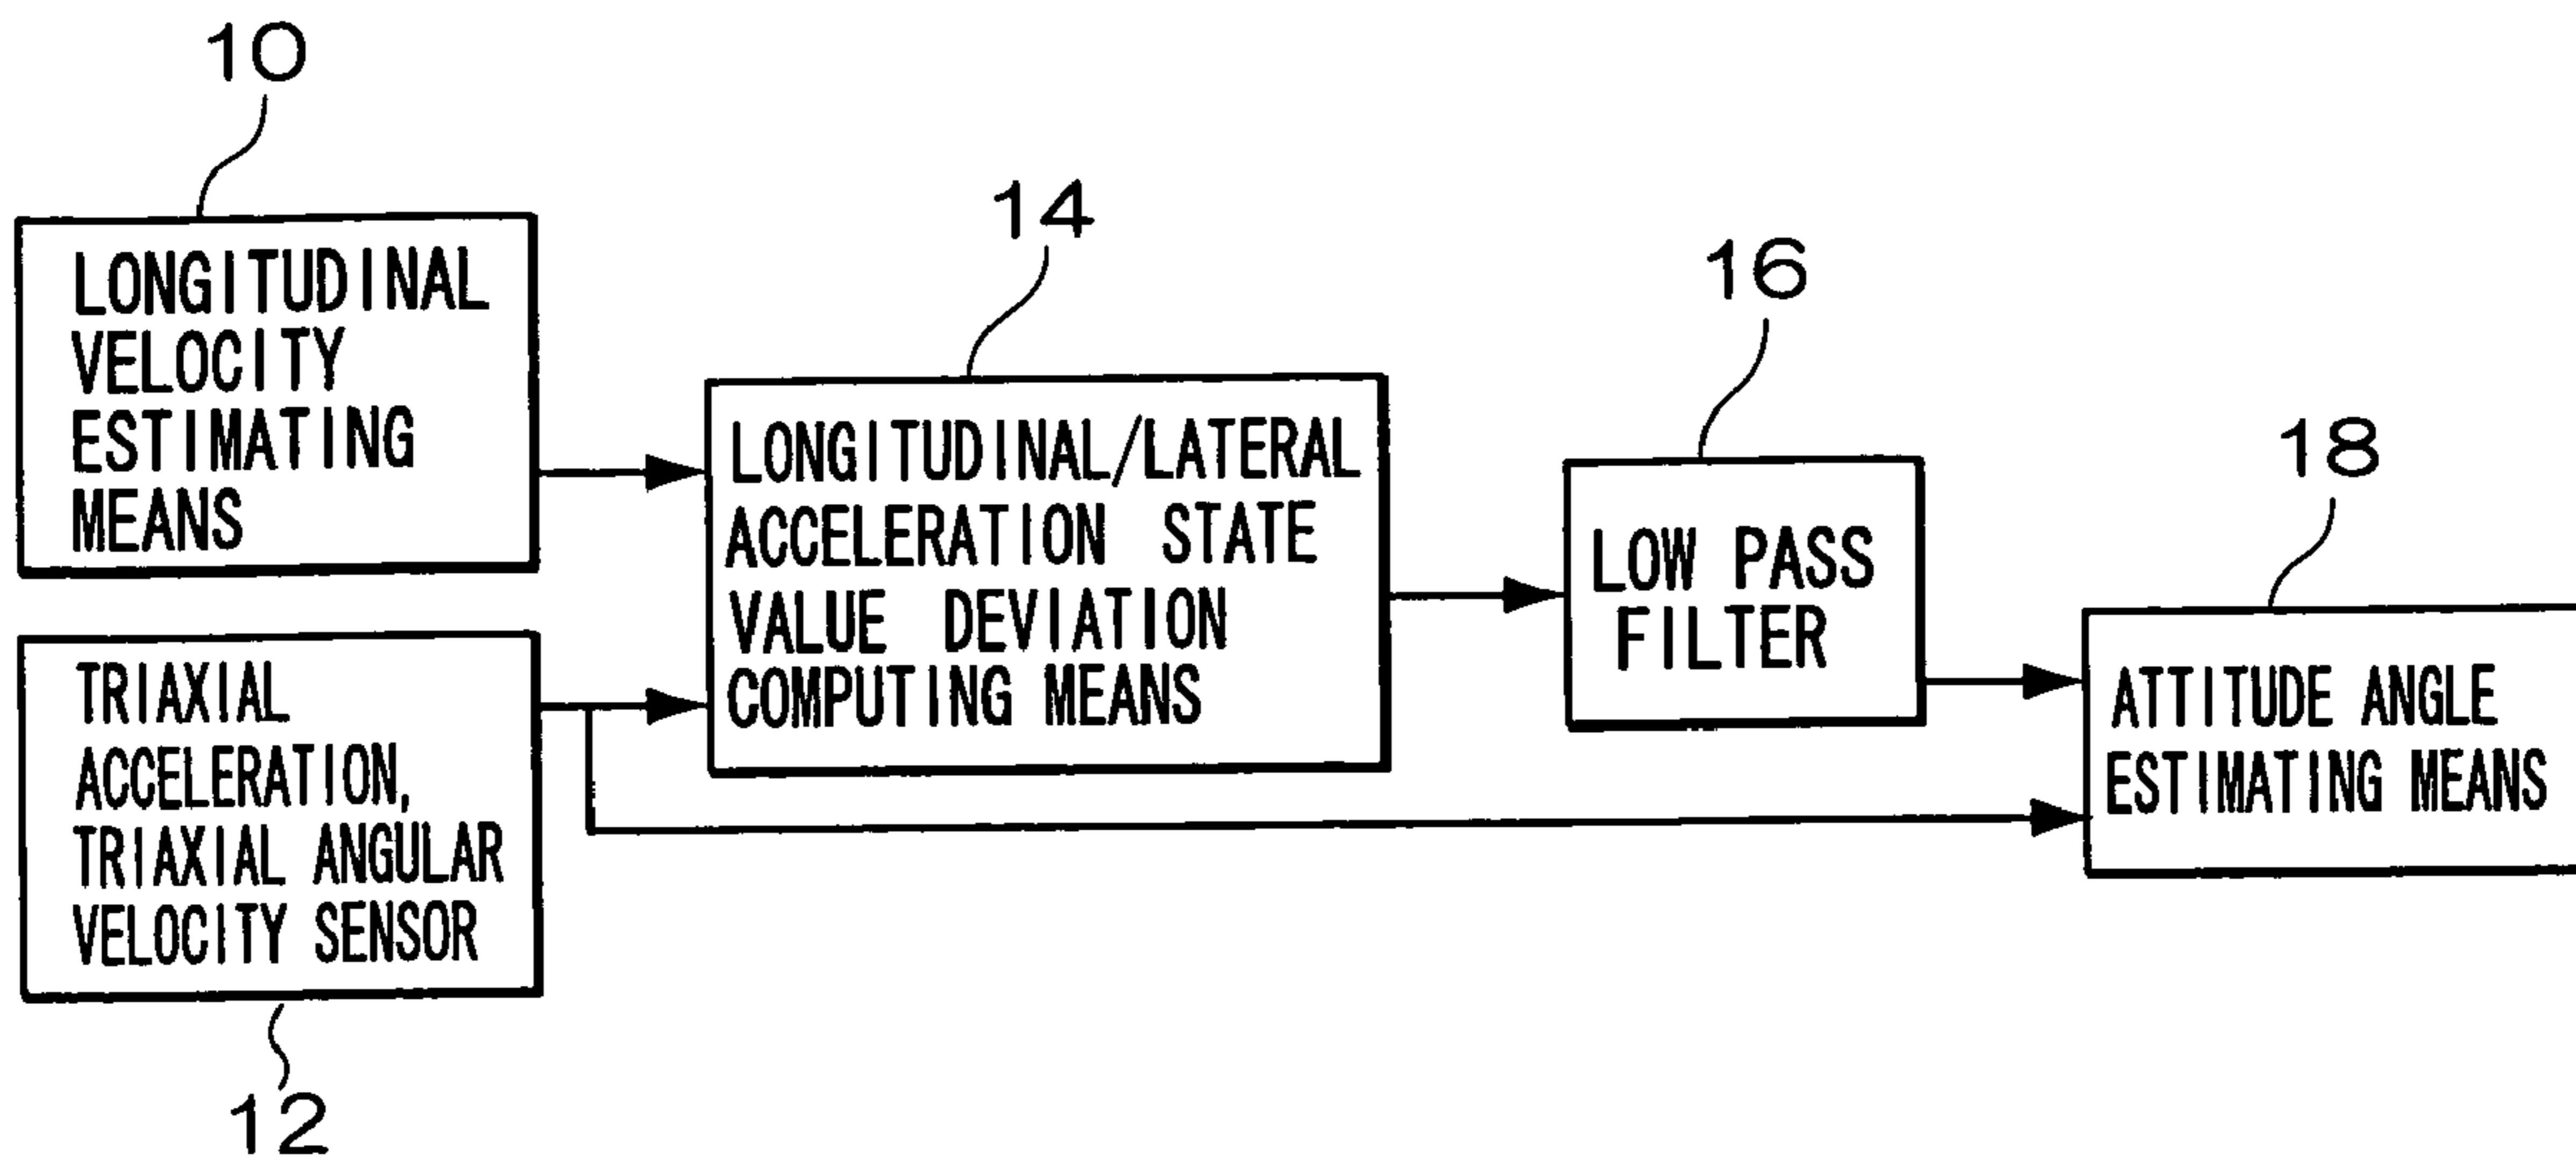 10
LONGITUDINAL
VELOCITY
ESTIMATING
MEANS
14
LONGITUDINAL/LATERAL
ACCELERATION STATE
VALUE DEVIATION
COMPUTING MEANS
16
LOW PASS
FILTER
18
ATTITUDE ANGLE
ESTIMATING MEANS
TRIAXIAL
ACCELERATION,
TRIAXIAL ANGULAR
VELOCITY SENSOR
12